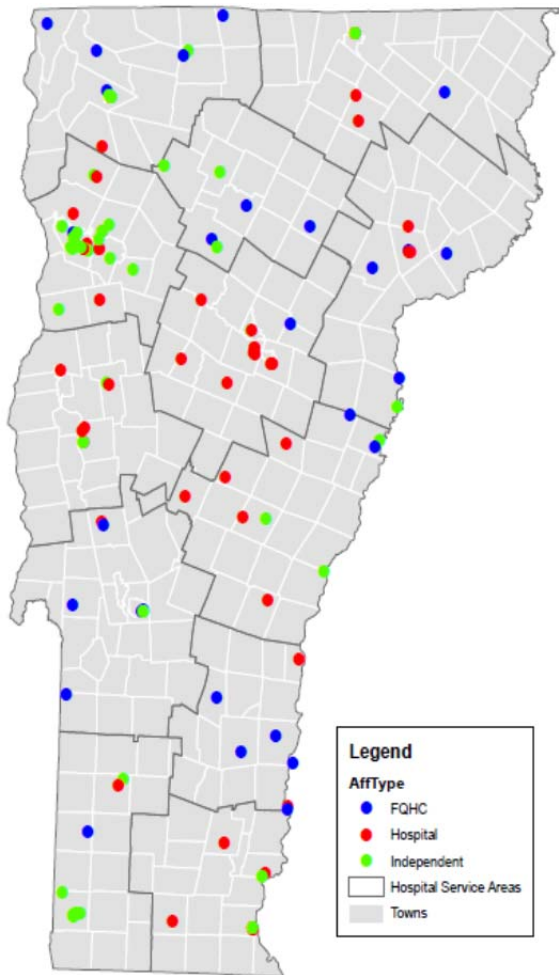 Legend
AffType
FQHC
Hospital
Independent
Hospital Service Areas
Towns